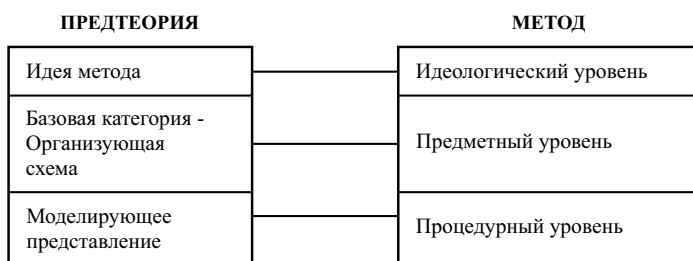 ПРЕДТЕОРИЯ
МЕТОД
Идея метода
Идеологический уровень
Базовая категория -
Организующая
схема
Предметный уровень
Моделирующее
представление
Процедурный уровень